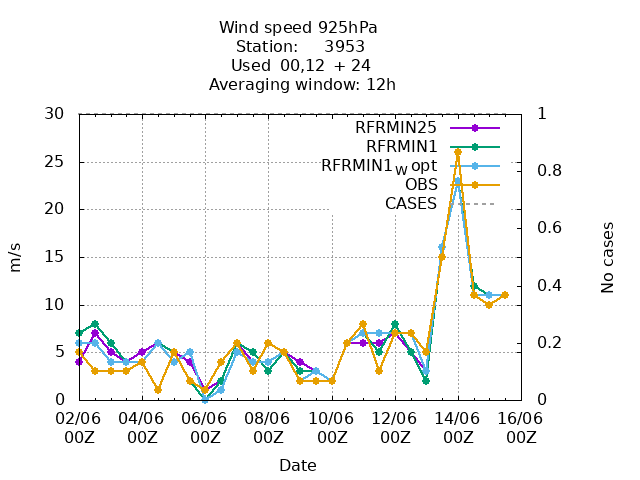 Wind speed 925hPa
Station: 3953
Used 00,12 + 24
Averaging window: 12h
30 1
RFRMIN25
RFRMIN1
25
RFRMIN1w opt
0.8
OBS
20 CASES
0.6
15
m/s
No cases
10 0.4
5 0.2
0 0
02/06 04/06 06/06 08/06 10/06 12/06 14/06 16/06
00Z 00Z 00Z 00Z 00Z 00Z 00Z 00Z
Date